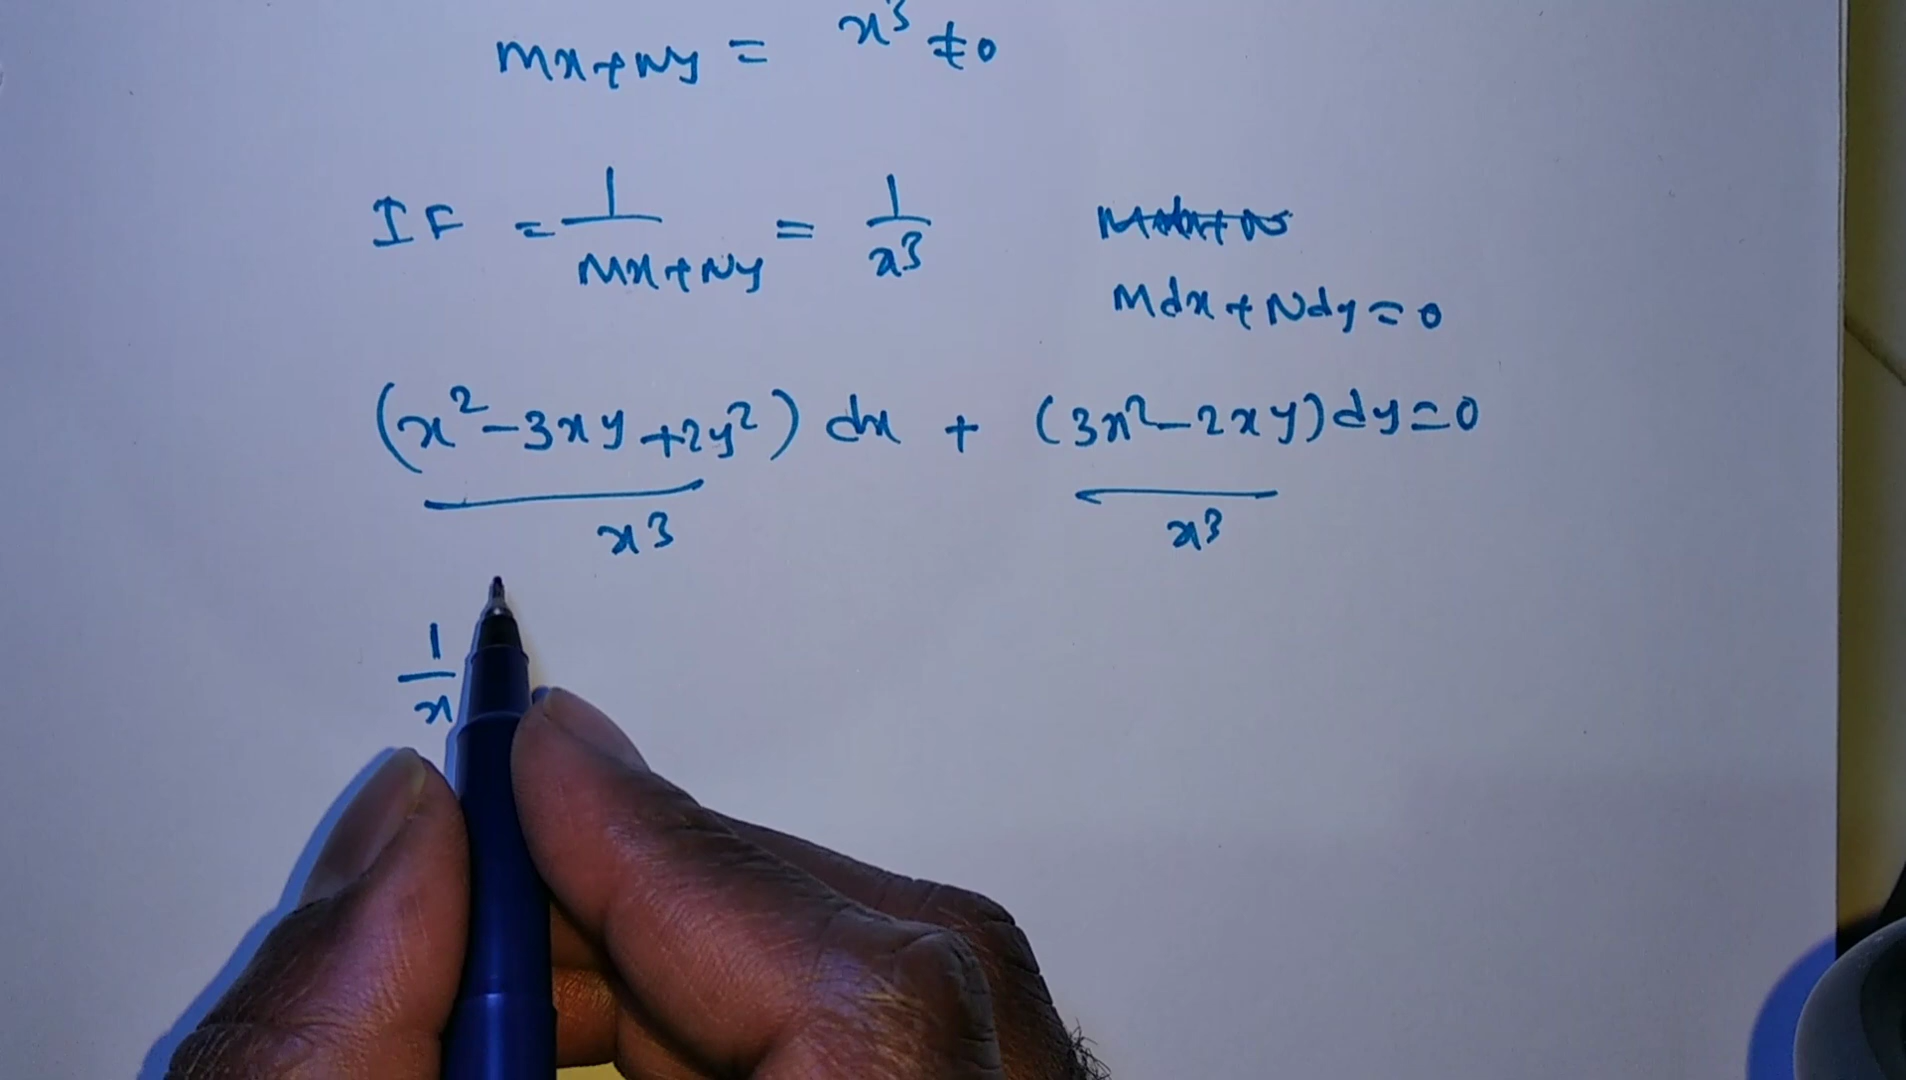 Mx+Ny = x³ ≠0
IF = 1/(Mx+Ny) = 1/x³
Mdx+N
Mdx+Ndy=0
(x²-3xy+2y²)/x³ dx + (3x²-2xy)/x³ dy=0
1/x